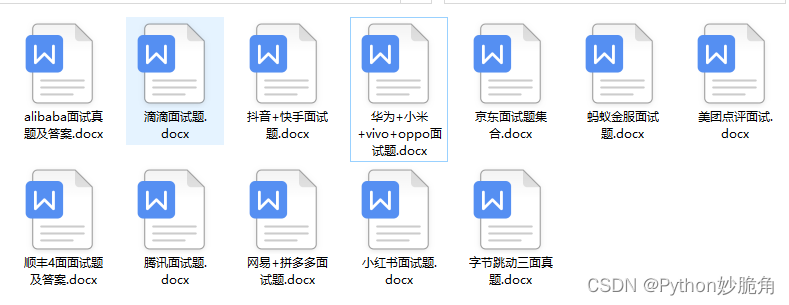 alibaba面试真
题及答案.docx
滴滴面试题.
docx
抖音+快手面试
题.docx
华为+小米
+vivo+oppo面
试题.docx
京东面试题集
合.docx
蚂蚁金服面试
题.docx
美团点评面试.
docx
顺丰4面面试题
及答案.docx
腾讯面试题.
docx
网易+拼多多面
试题.docx
小红书面试题.
docx
字节跳动三面真
题.docx
CSDN @Python妙脆角